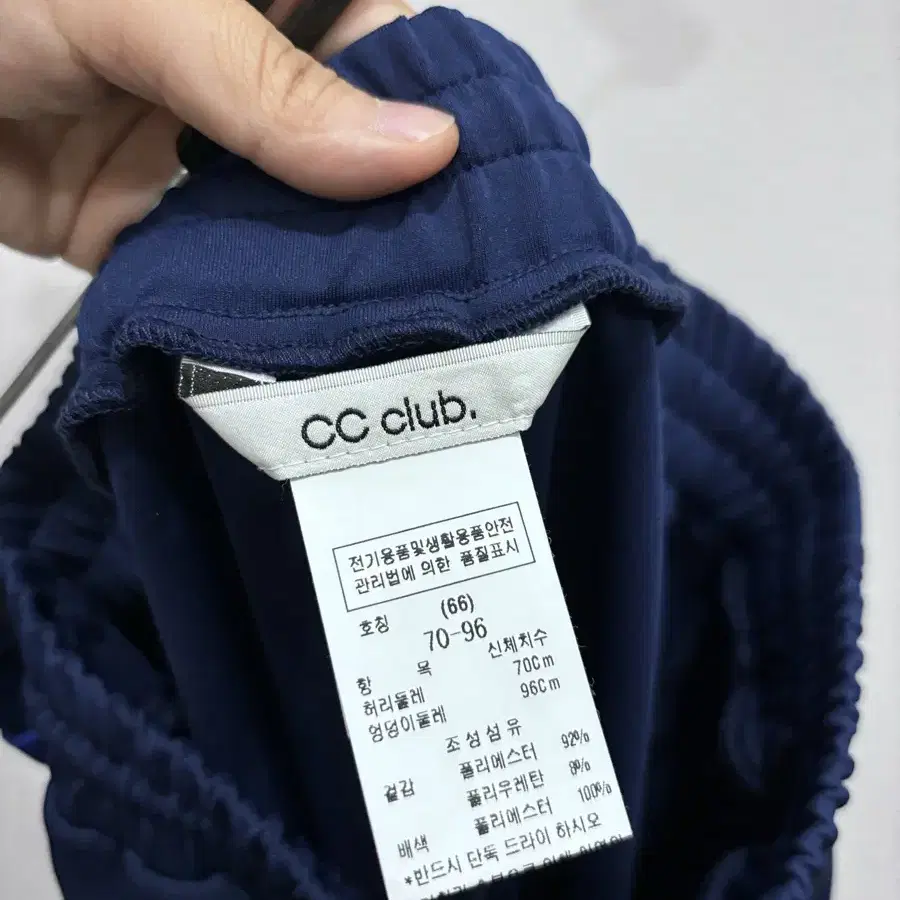 CC club.
전기용품및생활용품안전
관리법에 의한 품질표시
호칭 (66)
70-96
항 목 신체치수
허리둘레 70Cm
엉덩이둘레 96Cm
조성섬유
겉감 폴리에스터 92%
폴리우레탄 8%
배색 폴리에스터 100%
*반드시 단독 드라이 하시오